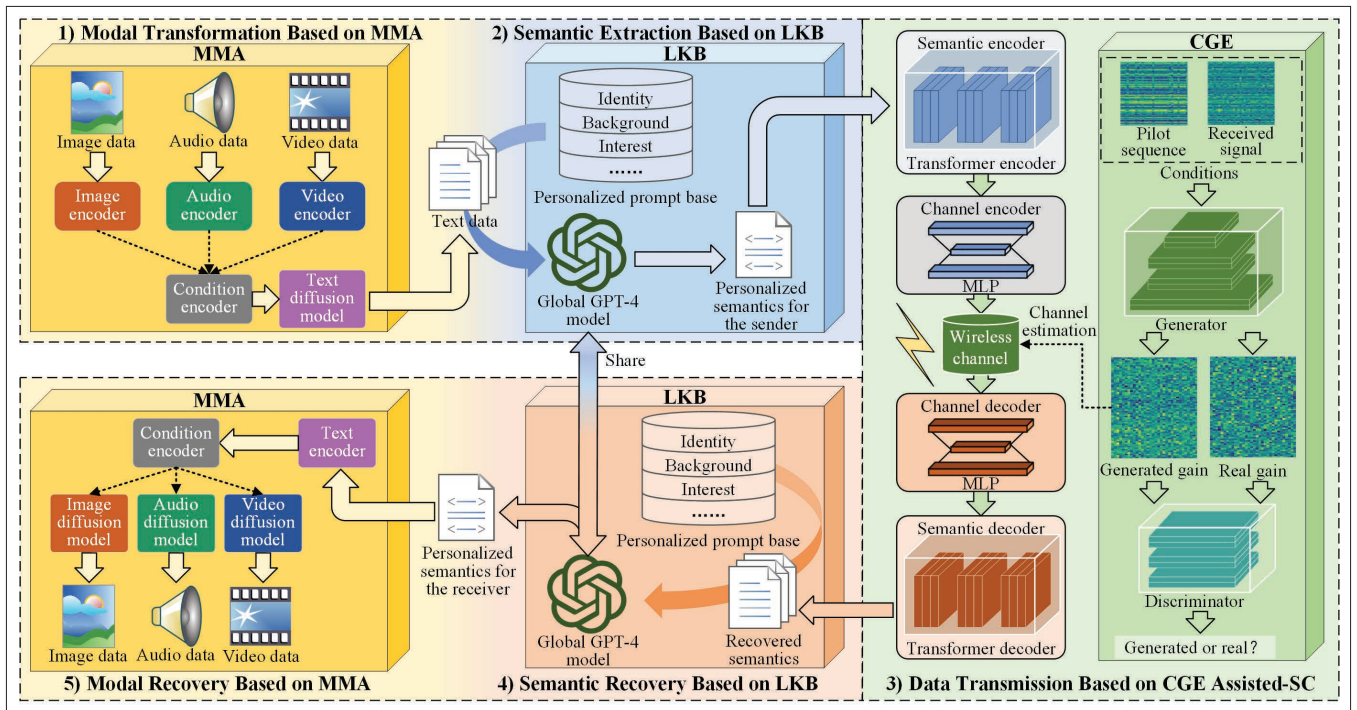 1) Modal Transformation Based on MMA
MMA
Image data
Audio data
Video data
Image
encoder
Audio
encoder
Video
encoder
Condition
encoder
Text
diffusion
model
2) Semantic Extraction Based on LKB
LKB
Identity
Background
Interest
......
Personalized prompt base
Text data
Global GPT-4
model
<—>
Personalized
semantics for
the sender
Share
Semantic encoder
Transformer encoder
Channel encoder
MLP
Wireless
channel
Channel
estimation
Channel decoder
MLP
Semantic decoder
Transformer decoder
CGE
Pilot
sequence
Received
signal
Conditions
Generator
Generated gain
Real gain
Discriminator
Generated or real?
3) Data Transmission Based on CGE Assisted-SC
LKB
Identity
Background
Interest
......
Personalized prompt base
Global GPT-4
model
Recovered
semantics
4) Semantic Recovery Based on LKB
<—>
Personalized
semantics for
the receiver
MMA
Condition
encoder
Text
encoder
Image
diffusion
model
Audio
diffusion
model
Video
diffusion
model
Image data
Audio data
Video data
5) Modal Recovery Based on MMA